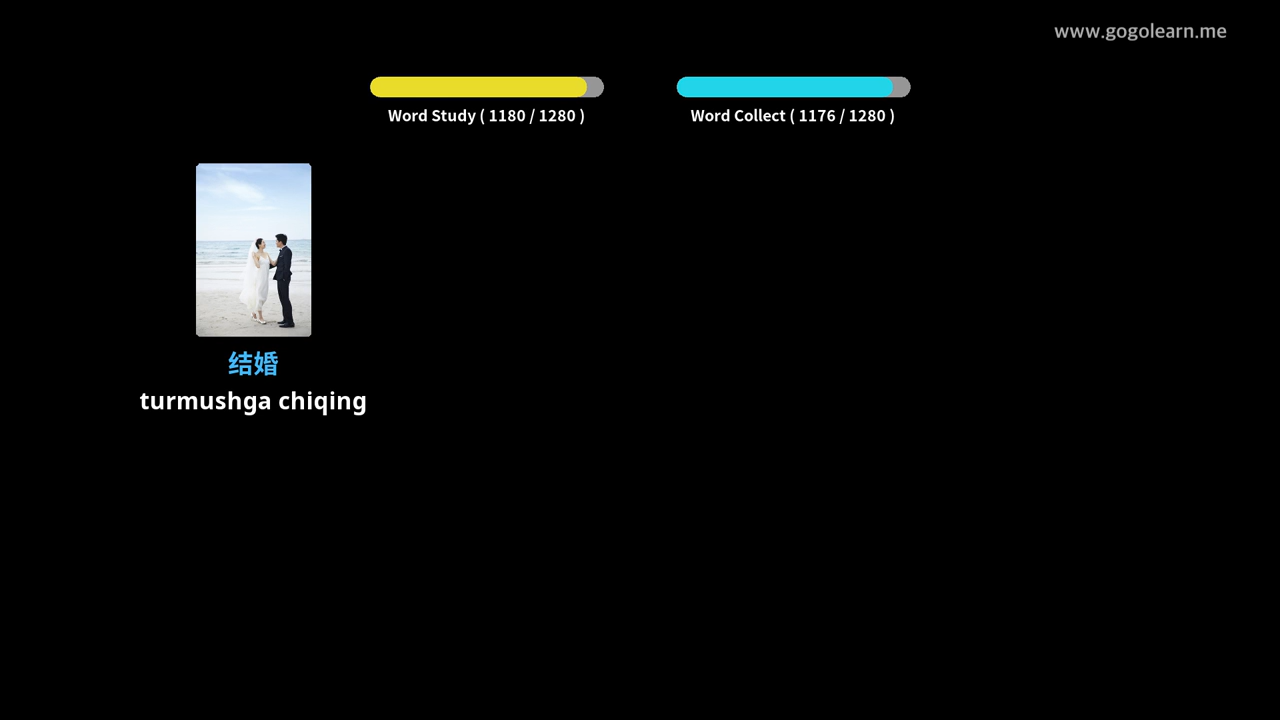 www.gogolearn.me
Word Study ( 1180 / 1280 )
Word Collect ( 1176 / 1280 )
结婚
turmushga chiqing